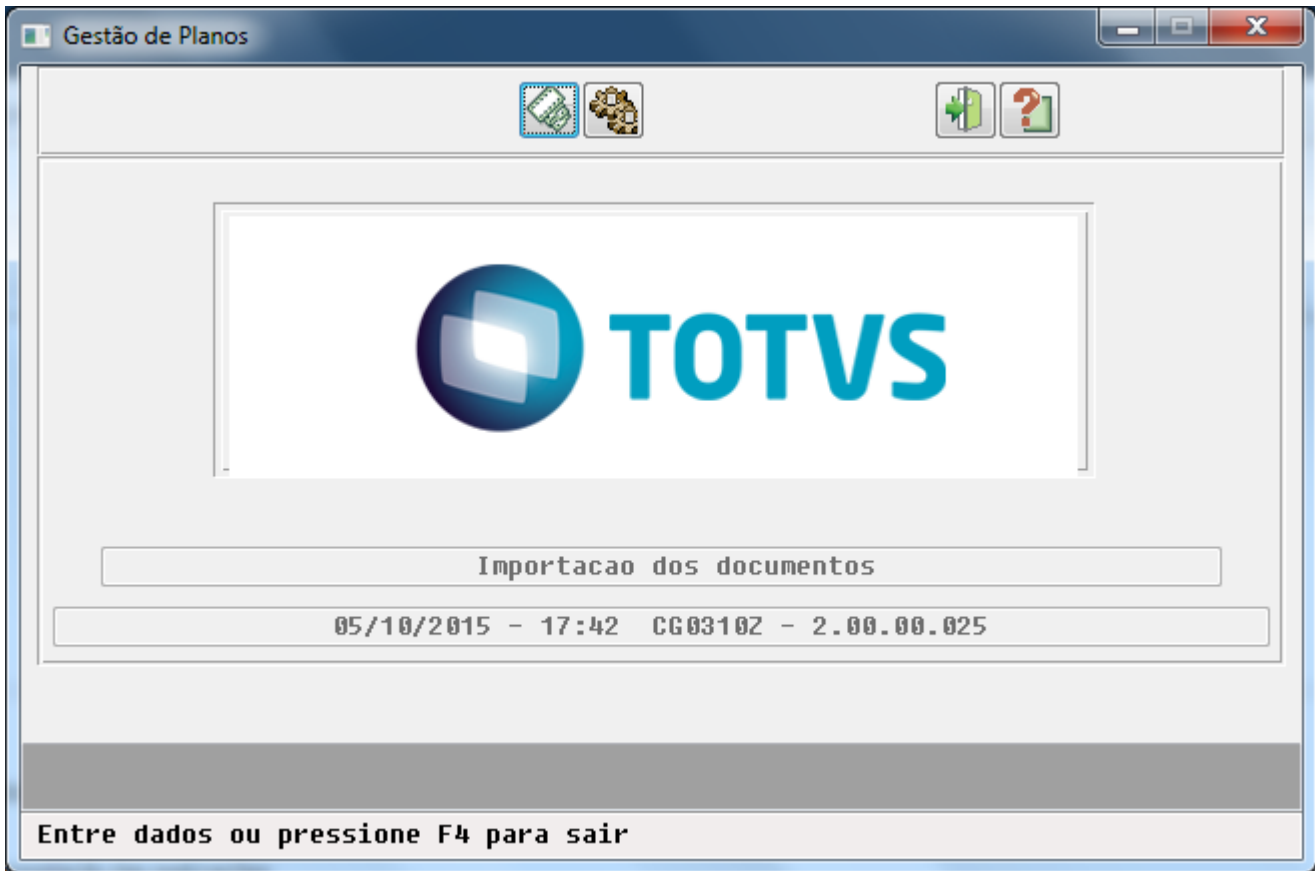 Gestão de Planos
TOTVS
Importacao dos documentos
05/10/2015 - 17:42 CG0310Z - 2.00.00.025
Entre dados ou pressione F4 para sair